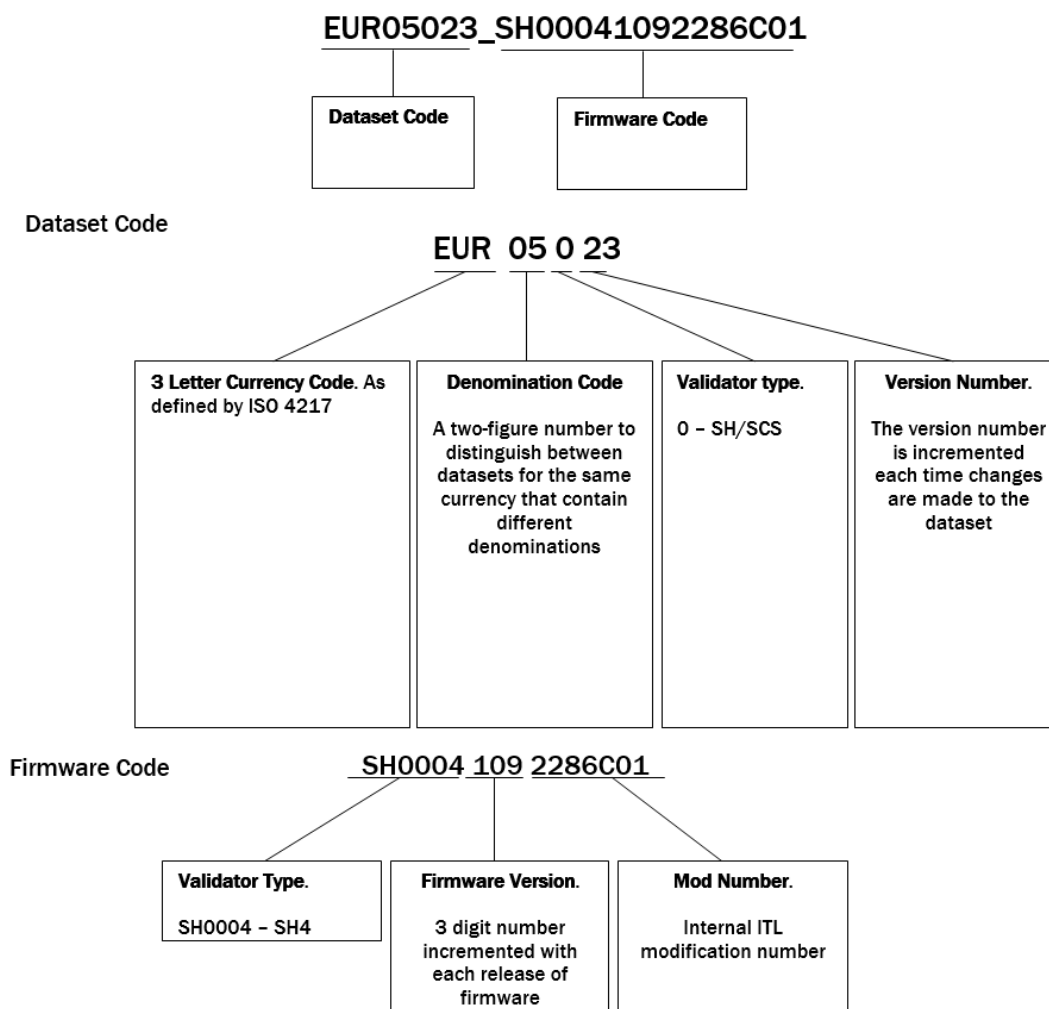 EUR05023_SH00041092286C01
Dataset Code
Firmware Code
Dataset Code
EUR 05 0 23
3 Letter Currency Code. As
defined by ISO 4217
Denomination Code
A two-figure number to
distinguish between
datasets for the same
currency that contain
different
denominations
Validator type.
0 – SH/SCS
Version Number.
The version number
is incremented
each time changes
are made to the
dataset
Firmware Code
SH0004 109 2286C01
Validator Type.
SH0004 – SH4
Firmware Version.
3 digit number
incremented with
each release of
firmware
Mod Number.
Internal ITL
modification number